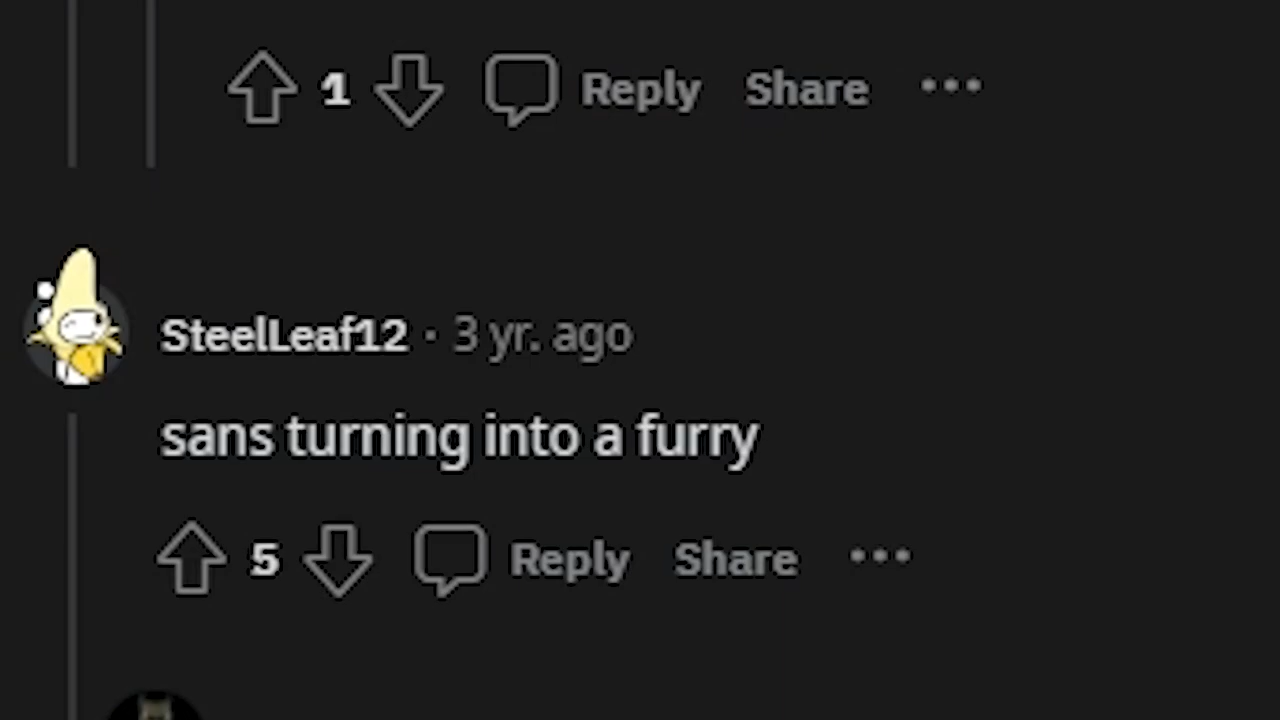 1 Reply Share ...
SteelLeaf12 · 3 yr. ago
sans turning into a furry
5 Reply Share ...